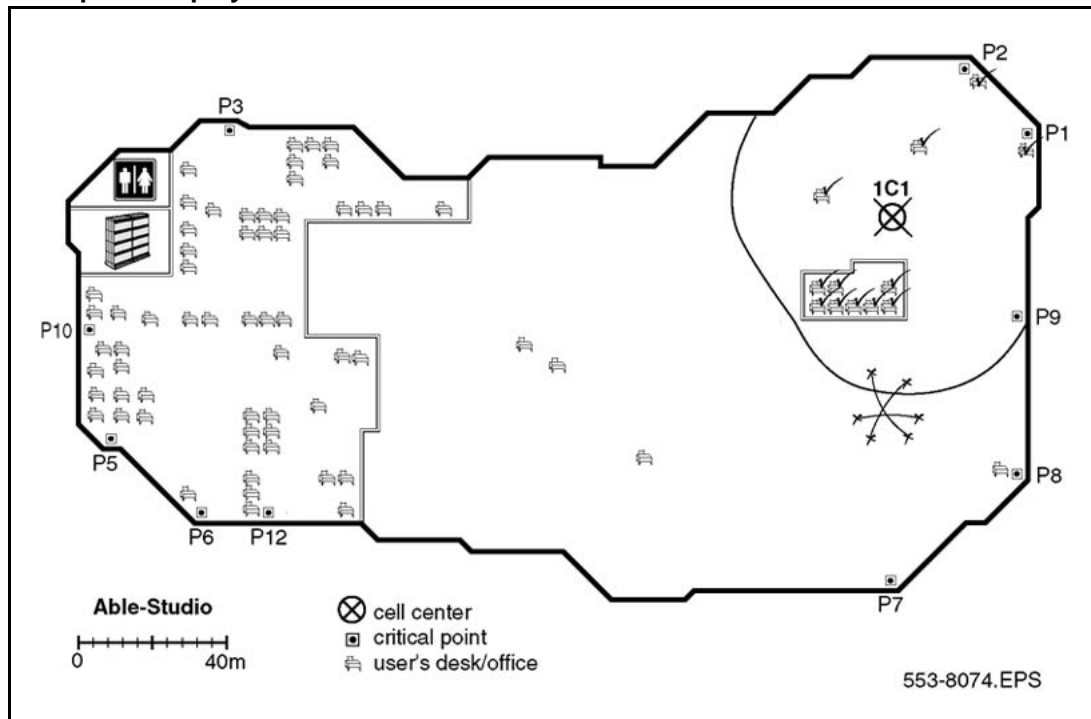 P2
P3
P1
1C1
P10
P9
P5
P8
P6
P12
P7
Able-Studio
0
40m
cell center
critical point
user's desk/office
553-8074.EPS